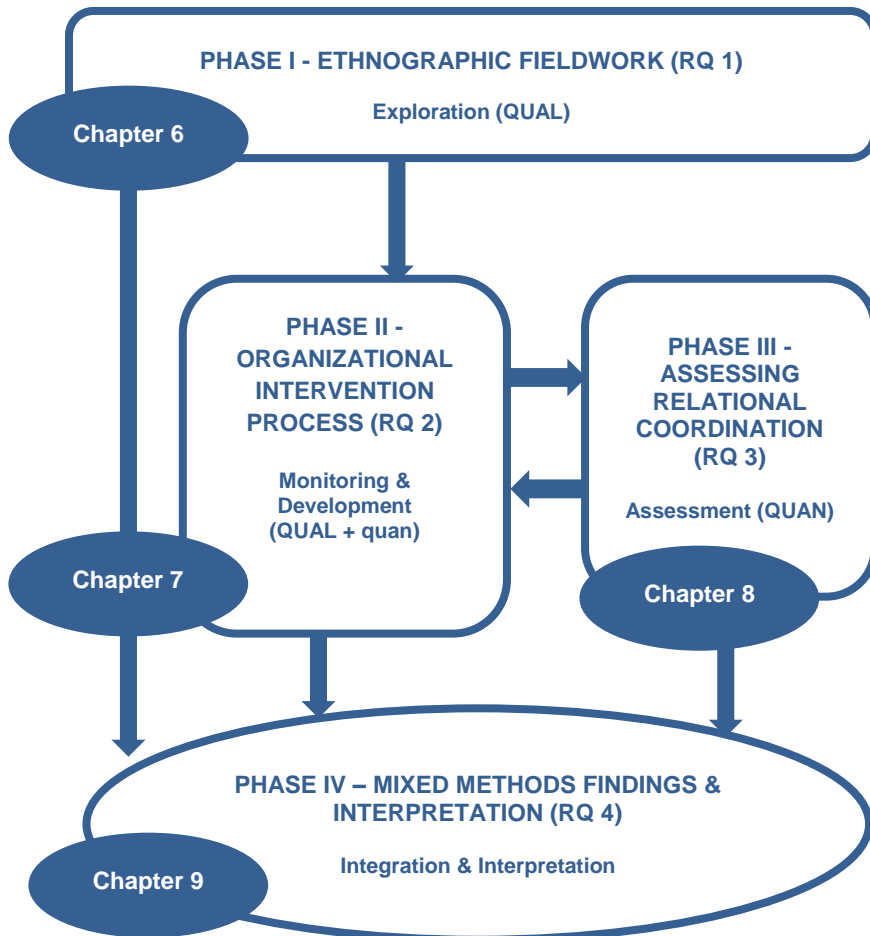 PHASE I - ETHNOGRAPHIC FIELDWORK (RQ 1)
Exploration (QUAL)
Chapter 6
PHASE II -
ORGANIZATIONAL
INTERVENTION
PROCESS (RQ 2)
Monitoring &
Development
(QUAL + quan)
Chapter 7
PHASE III -
ASSESSING
RELATIONAL
COORDINATION
(RQ 3)
Assessment (QUAN)
Chapter 8
PHASE IV – MIXED METHODS FINDINGS &
INTERPRETATION (RQ 4)
Integration & Interpretation
Chapter 9